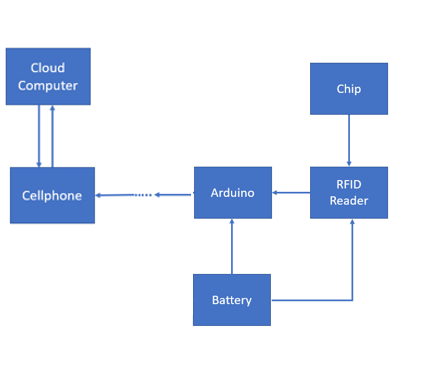 Cloud
Computer
Chip
Cellphone
Arduino
RFID
Reader
Battery